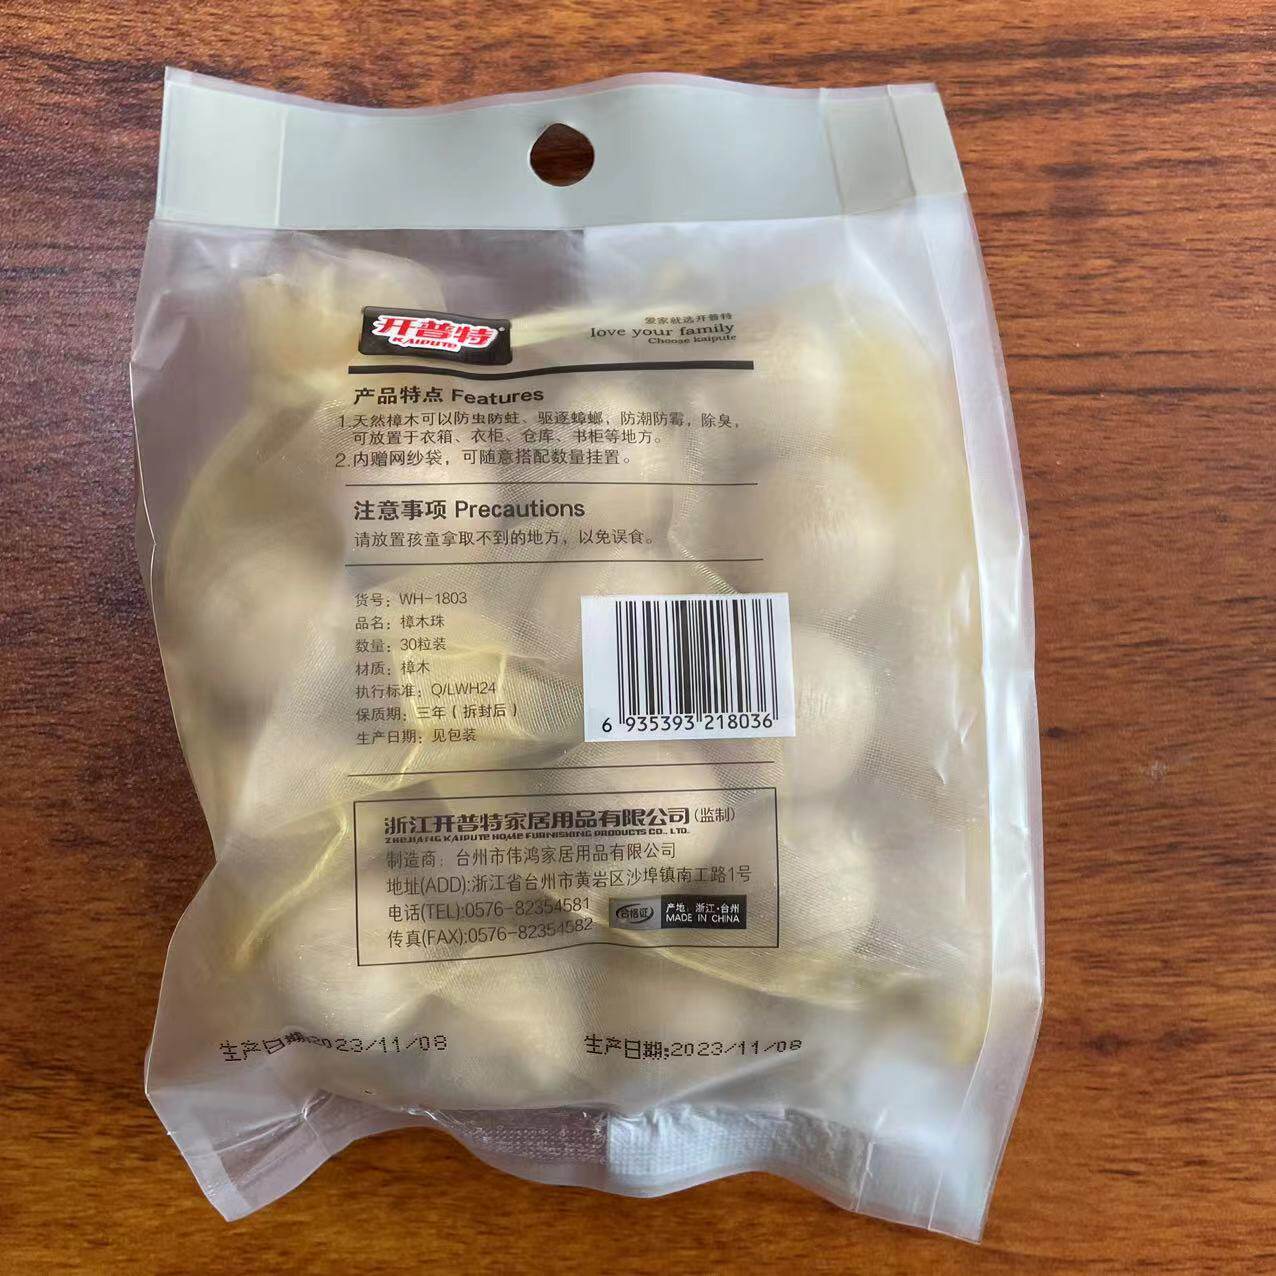 开普特
KAIPUTE
爱家就选开普特
love your family
Choose kaipute
产品特点 Features
1.天然樟木可以防虫防蛀、驱逐蟑螂,防潮防霉,除臭,
可放置于衣箱、衣柜、仓库、书柜等地方。
2.内赠网纱袋,可随意搭配数量挂置。
注意事项 Precautions
请放置孩童拿取不到的地方,以免误食。
货号:WH-1803
品名:樟木珠
数量:30粒装
材质:樟木
执行标准:Q/LWH24
保质期:三年(拆封后)
生产日期:见包装
6 935393 218036
浙江开普特家居用品有限公司(监制)
ZHEJIANG KAIPUTE HOME FURNISHING PRODUCTS CO., LTD.
制造商:台州市伟鸿家居用品有限公司
地址(ADD):浙江省台州市黄岩区沙埠镇南工路1号
电话(TEL):0576-82354581
传真(FAX):0576-82354582
合格证
产地:浙江·台州
MADE IN CHINA
生产日期:2023/11/08
生产日期:2023/11/08